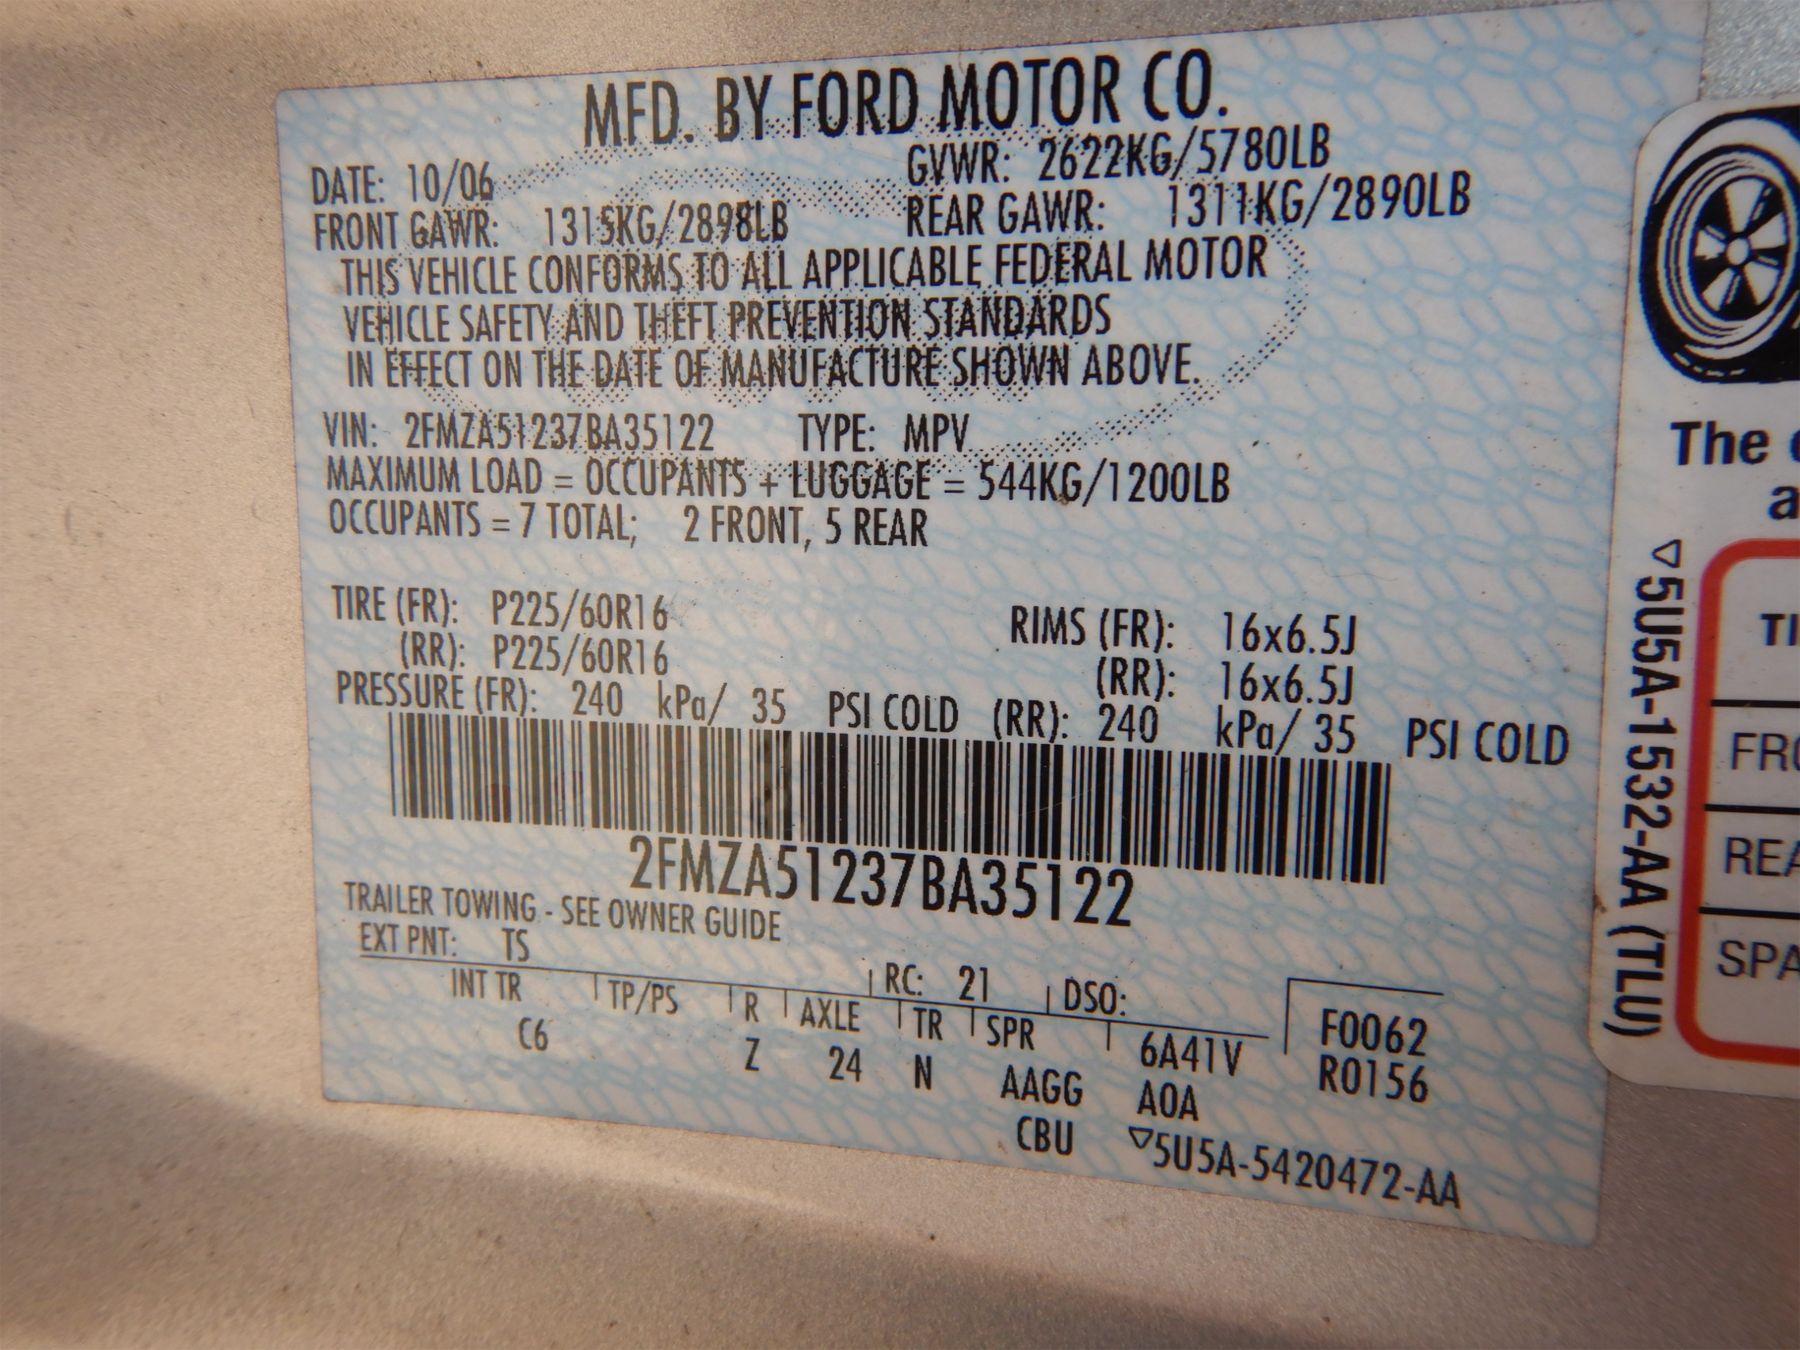 MFD. BY FORD MOTOR CO.
DATE: 10/06 GVWR: 2622KG/5780LB
FRONT GAWR: 1315KG/2898LB REAR GAWR: 1311KG/2890LB
THIS VEHICLE CONFORMS TO ALL APPLICABLE FEDERAL MOTOR
VEHICLE SAFETY AND THEFT PREVENTION STANDARDS
IN EFFECT ON THE DATE OF MANUFACTURE SHOWN ABOVE.
VIN: 2FMZA51237BA35122 TYPE: MPV
MAXIMUM LOAD = OCCUPANTS + LUGGAGE = 544KG/1200LB
OCCUPANTS = 7 TOTAL; 2 FRONT, 5 REAR
TIRE (FR): P225/60R16 RIMS (FR): 16x6.5J
(RR): P225/60R16 (RR): 16x6.5J
PRESSURE (FR): 240 kPa/ 35 PSI COLD (RR): 240 kPa/ 35 PSI COLD
2FMZA51237BA35122
TRAILER TOWING - SEE OWNER GUIDE
EXT PNT: TS RC: 21 DSO:
INT TR TP/PS R AXLE TR SPR 6A41V F0062
C6 Z 24 N AAGG A0A R0156
CBU ▽5U5A-5420472-AA
The
▽5U5A-1532-AA (TLU)